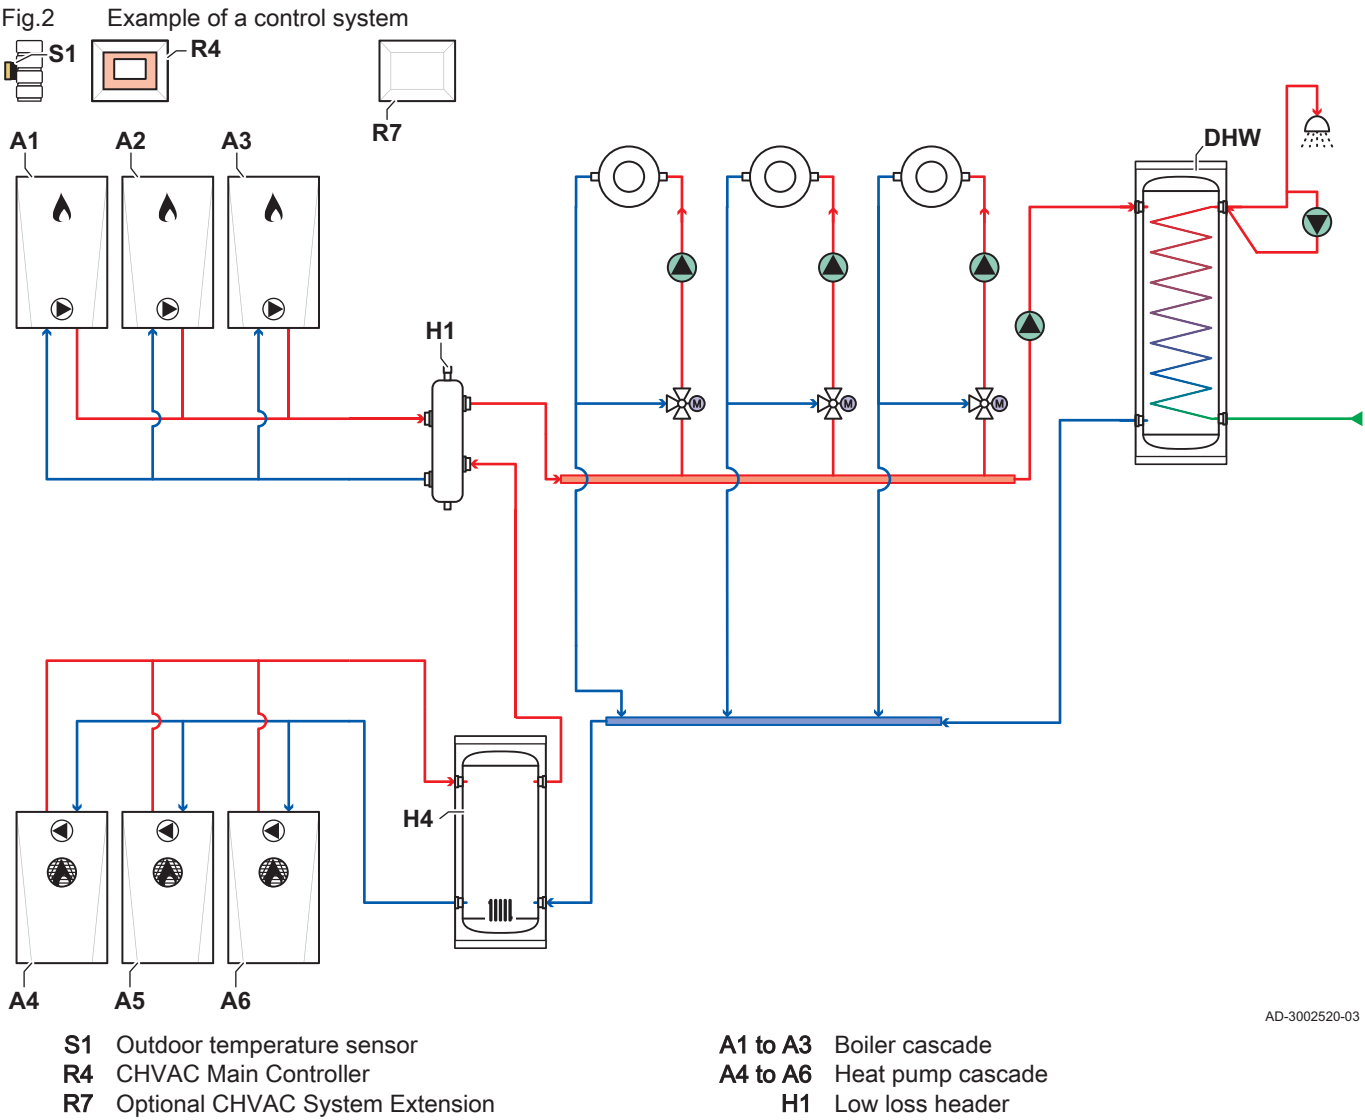 Fig.2 Example of a control system
S1 R4 R7
A1 A2 A3
DHW
H1
M M M
H4
A4 A5 A6
AD-3002520-03
S1 Outdoor temperature sensor
R4 CHVAC Main Controller
R7 Optional CHVAC System Extension
A1 to A3 Boiler cascade
A4 to A6 Heat pump cascade
H1 Low loss header